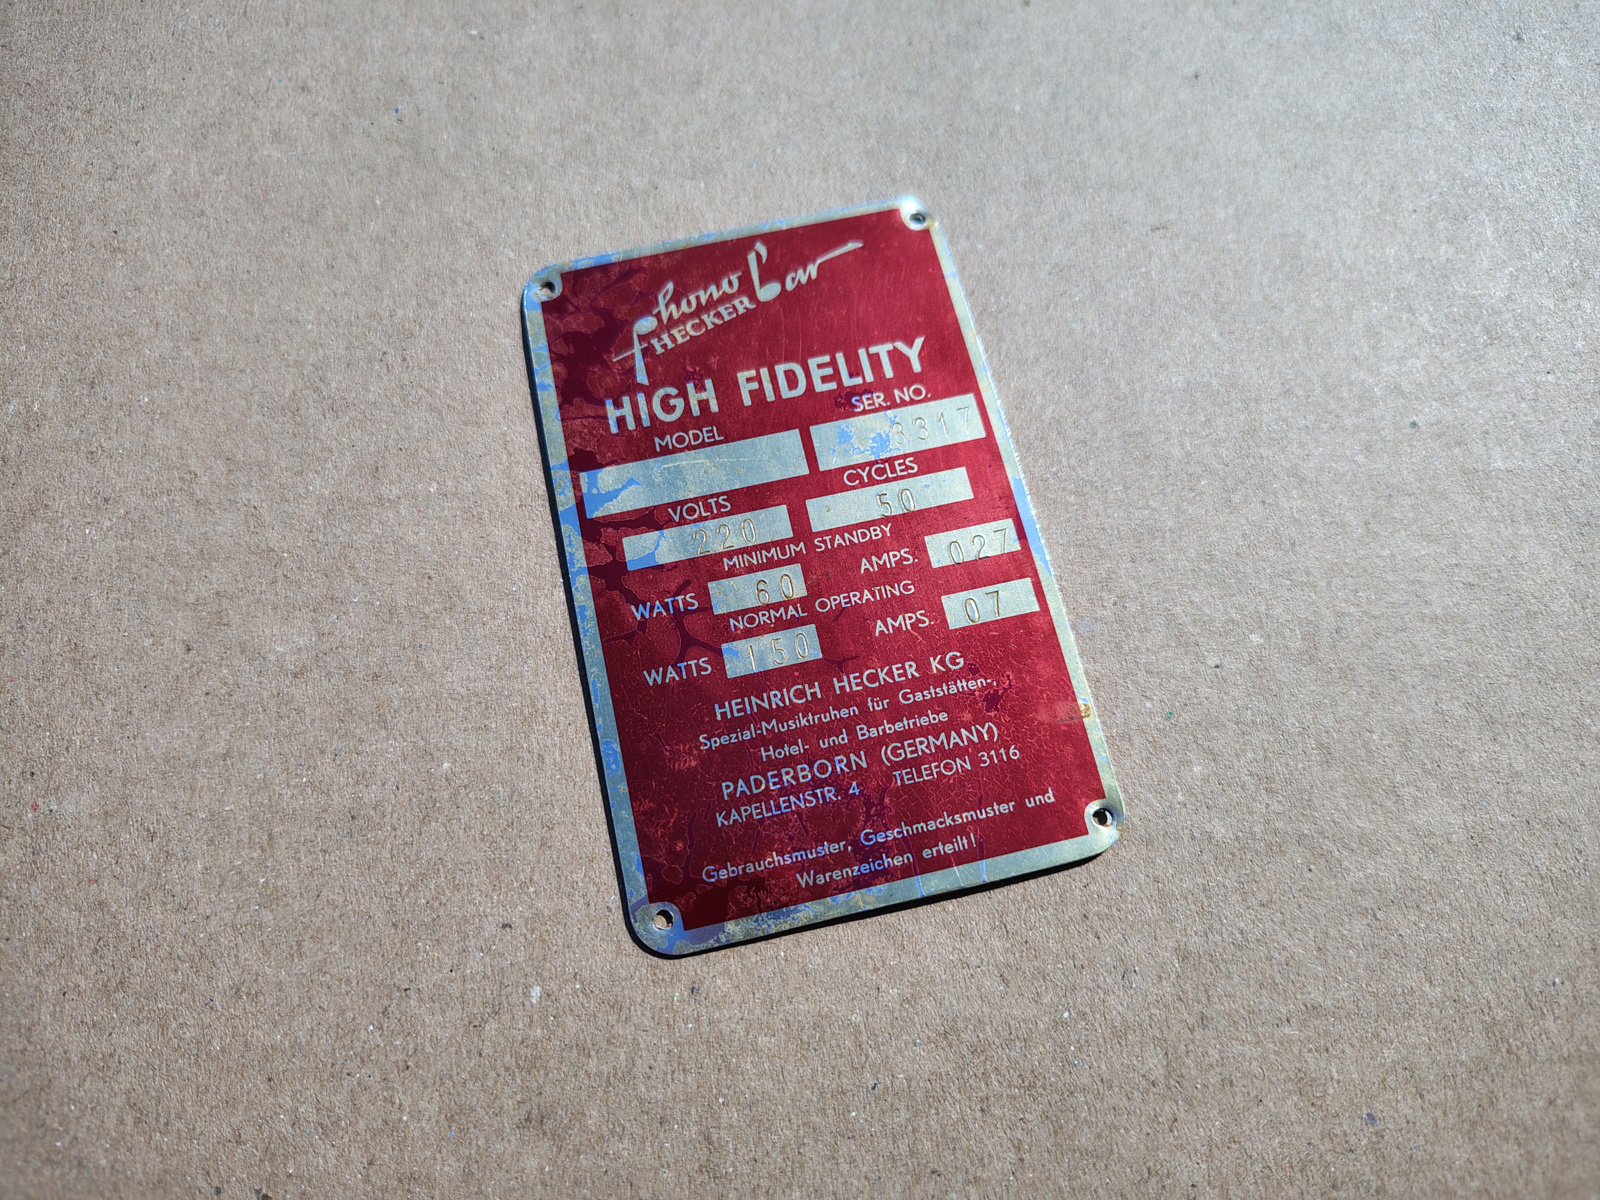 Phono Bar
HECKER
HIGH FIDELITY
MODEL SER. NO.
3317
VOLTS CYCLES
220 50
MINIMUM STANDBY
WATTS 60 AMPS. 027
NORMAL OPERATING
WATTS 150 AMPS. 07
HEINRICH HECKER KG
Spezial-Musiktruhen für Gaststätten-,
Hotel- und Barbetriebe
PADERBORN (GERMANY)
KAPELLENSTR. 4 TELEFON 3116
Gebrauchsmuster, Geschmacksmuster und
Warenzeichen erteilt!